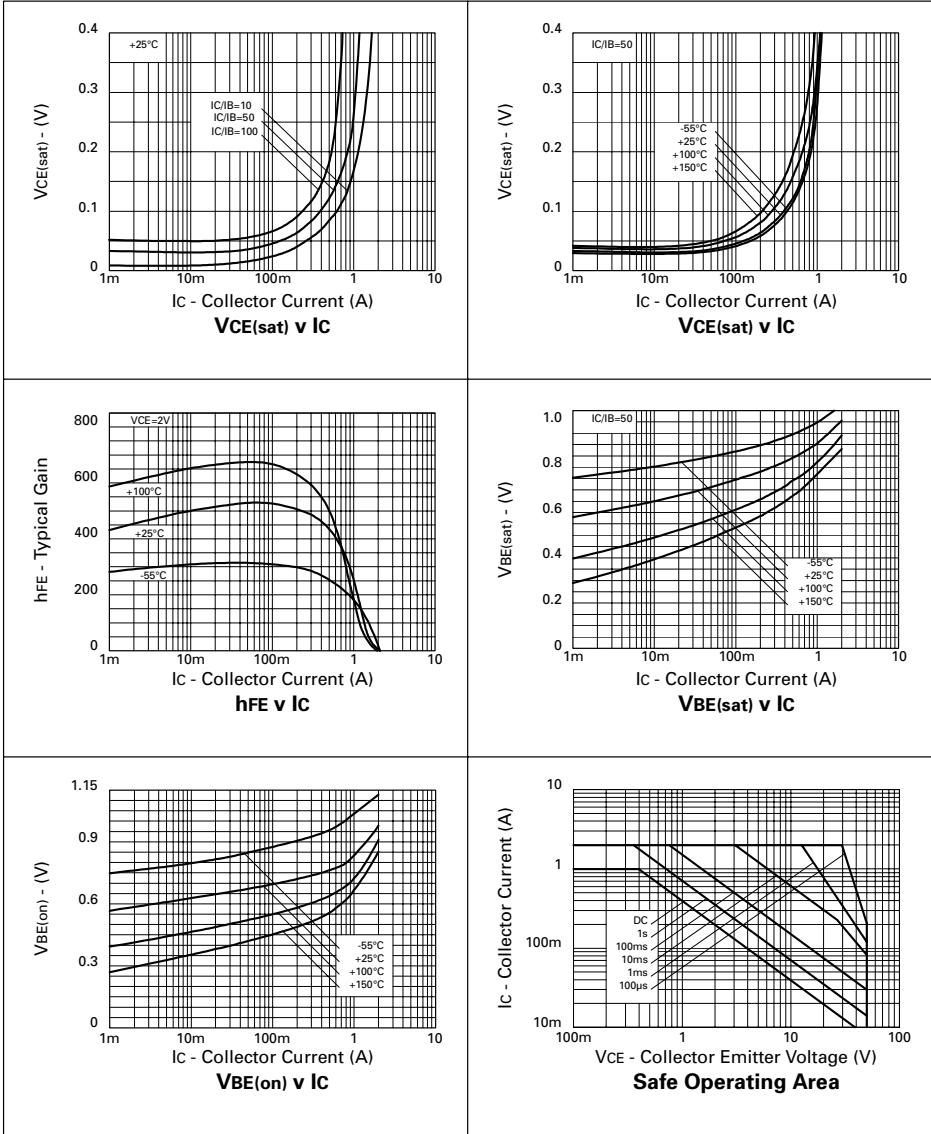 0.4
+25°C
0.3
IC/IB=10
IC/IB=50
IC/IB=100
0.2
0.1
0
VCE(sat) - (V)
1m 10m 100m 1 10
IC - Collector Current (A)
VCE(sat) v IC
0.4
IC/IB=50
0.3
-55°C
+25°C
+100°C
+150°C
0.2
0.1
0
VCE(sat) - (V)
1m 10m 100m 1 10
IC - Collector Current (A)
VCE(sat) v IC
800
VCE=2V
600
+100°C
400
+25°C
200
-55°C
0
hFE - Typical Gain
1m 10m 100m 1 10
IC - Collector Current (A)
hFE v IC
1.0
IC/IB=50
0.8
0.6
0.4
-55°C
+25°C
+100°C
+150°C
0.2
0
VBE(sat) - (V)
1m 10m 100m 1 10
IC - Collector Current (A)
VBE(sat) v IC
1.15
0.9
0.6
0.3
-55°C
+25°C
+100°C
+150°C
0
VBE(on) - (V)
1m 10m 100m 1 10
IC - Collector Current (A)
VBE(on) v IC
10
1
100m
10m
IC - Collector Current (A)
DC
1s
100ms
10ms
1ms
100µs
100m 1 10 100
VCE - Collector Emitter Voltage (V)
Safe Operating Area